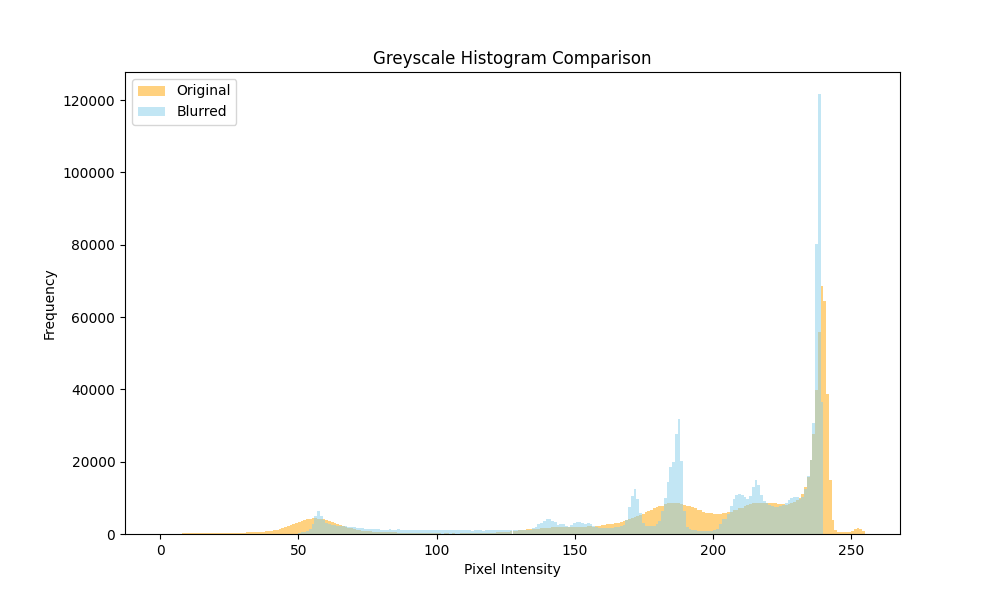 Greyscale Histogram Comparison
Original
Blurred
120000
100000
80000
60000
40000
20000
0
Frequency
0 50 100 150 200 250
Pixel Intensity